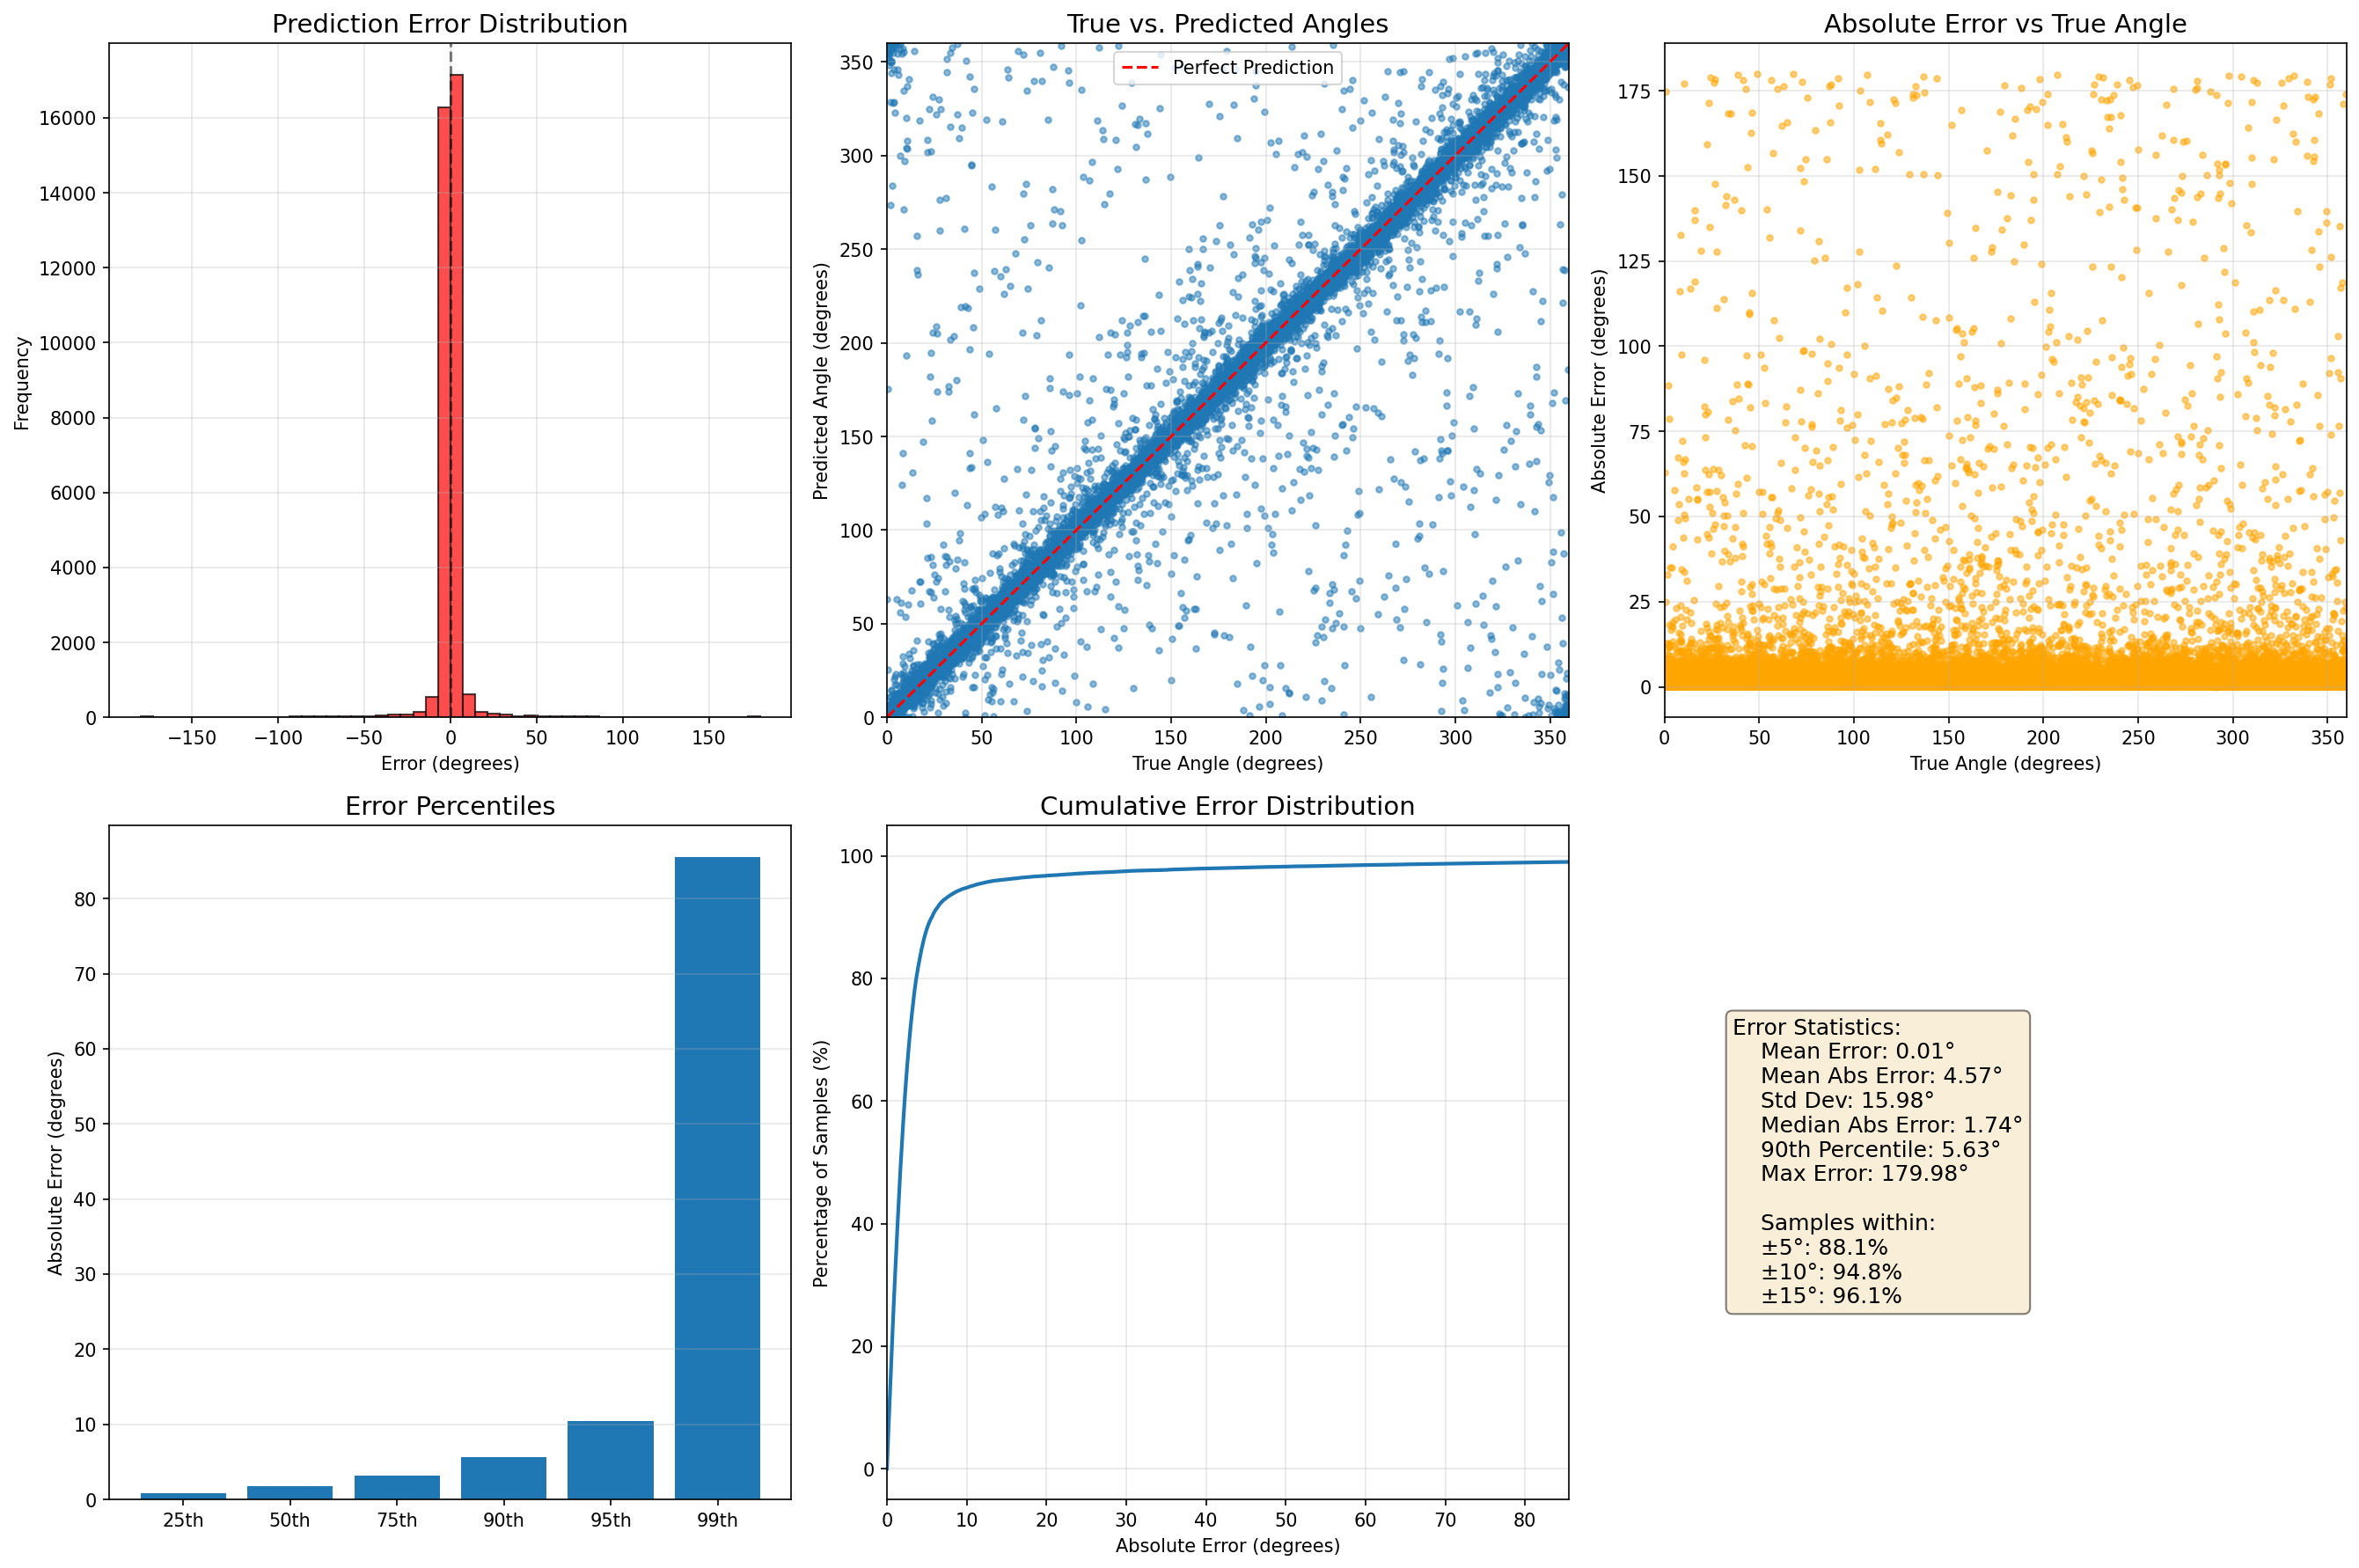 Prediction Error Distribution
16000
14000
12000
10000
8000
6000
4000
2000
0
Frequency
−150
−100
−50
0
50
100
150
Error (degrees)
True vs. Predicted Angles
Perfect Prediction
350
300
250
200
150
100
50
0
Predicted Angle (degrees)
0
50
100
150
200
250
300
350
True Angle (degrees)
Absolute Error vs True Angle
175
150
125
100
75
50
25
0
Absolute Error (degrees)
0
50
100
150
200
250
300
350
True Angle (degrees)
Error Percentiles
80
70
60
50
40
30
20
10
0
Absolute Error (degrees)
25th
50th
75th
90th
95th
99th
Cumulative Error Distribution
100
80
60
40
20
0
Percentage of Samples (%)
0
10
20
30
40
50
60
70
80
Absolute Error (degrees)
Error Statistics:
Mean Error: 0.01°
Mean Abs Error: 4.57°
Std Dev: 15.98°
Median Abs Error: 1.74°
90th Percentile: 5.63°
Max Error: 179.98°
Samples within:
±5°: 88.1%
±10°: 94.8%
±15°: 96.1%